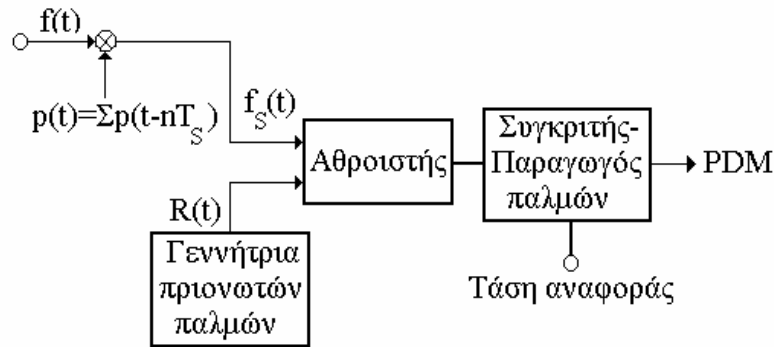 f(t)
p(t)=Σp(t-nT_S)
f_S(t)
R(t)
Γεννήτρια
πριονωτών
παλμών
Αθροιστής
Συγκριτής-
Παραγωγός
παλμών
PDM
Τάση αναφοράς